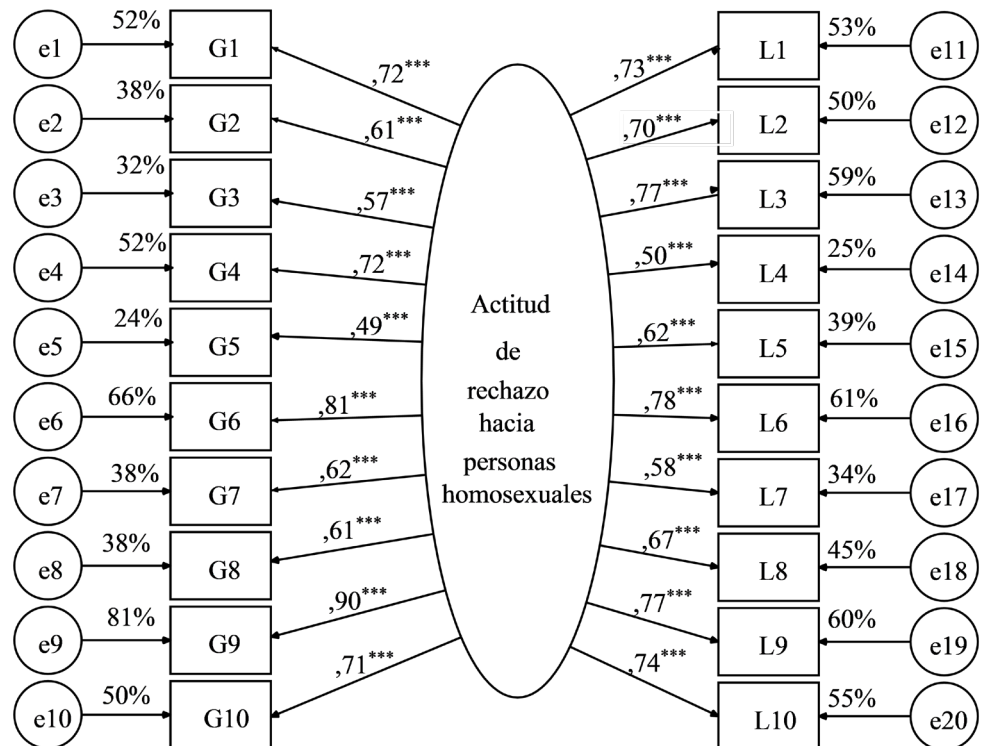 e1 52% G1 ,72*** ,73*** L1 53% e11
e2 38% G2 ,61*** ,70*** L2 50% e12
e3 32% G3 ,57*** ,77*** L3 59% e13
e4 52% G4 ,72*** ,50*** L4 25% e14
e5 24% G5 ,49*** ,62*** L5 39% e15
e6 66% G6 ,81*** ,78*** L6 61% e16
e7 38% G7 ,62*** ,58*** L7 34% e17
e8 38% G8 ,61*** ,67*** L8 45% e18
e9 81% G9 ,90*** ,77*** L9 60% e19
e10 50% G10 ,71*** ,74*** L10 55% e20
Actitud
de
rechazo
hacia
personas
homosexuales